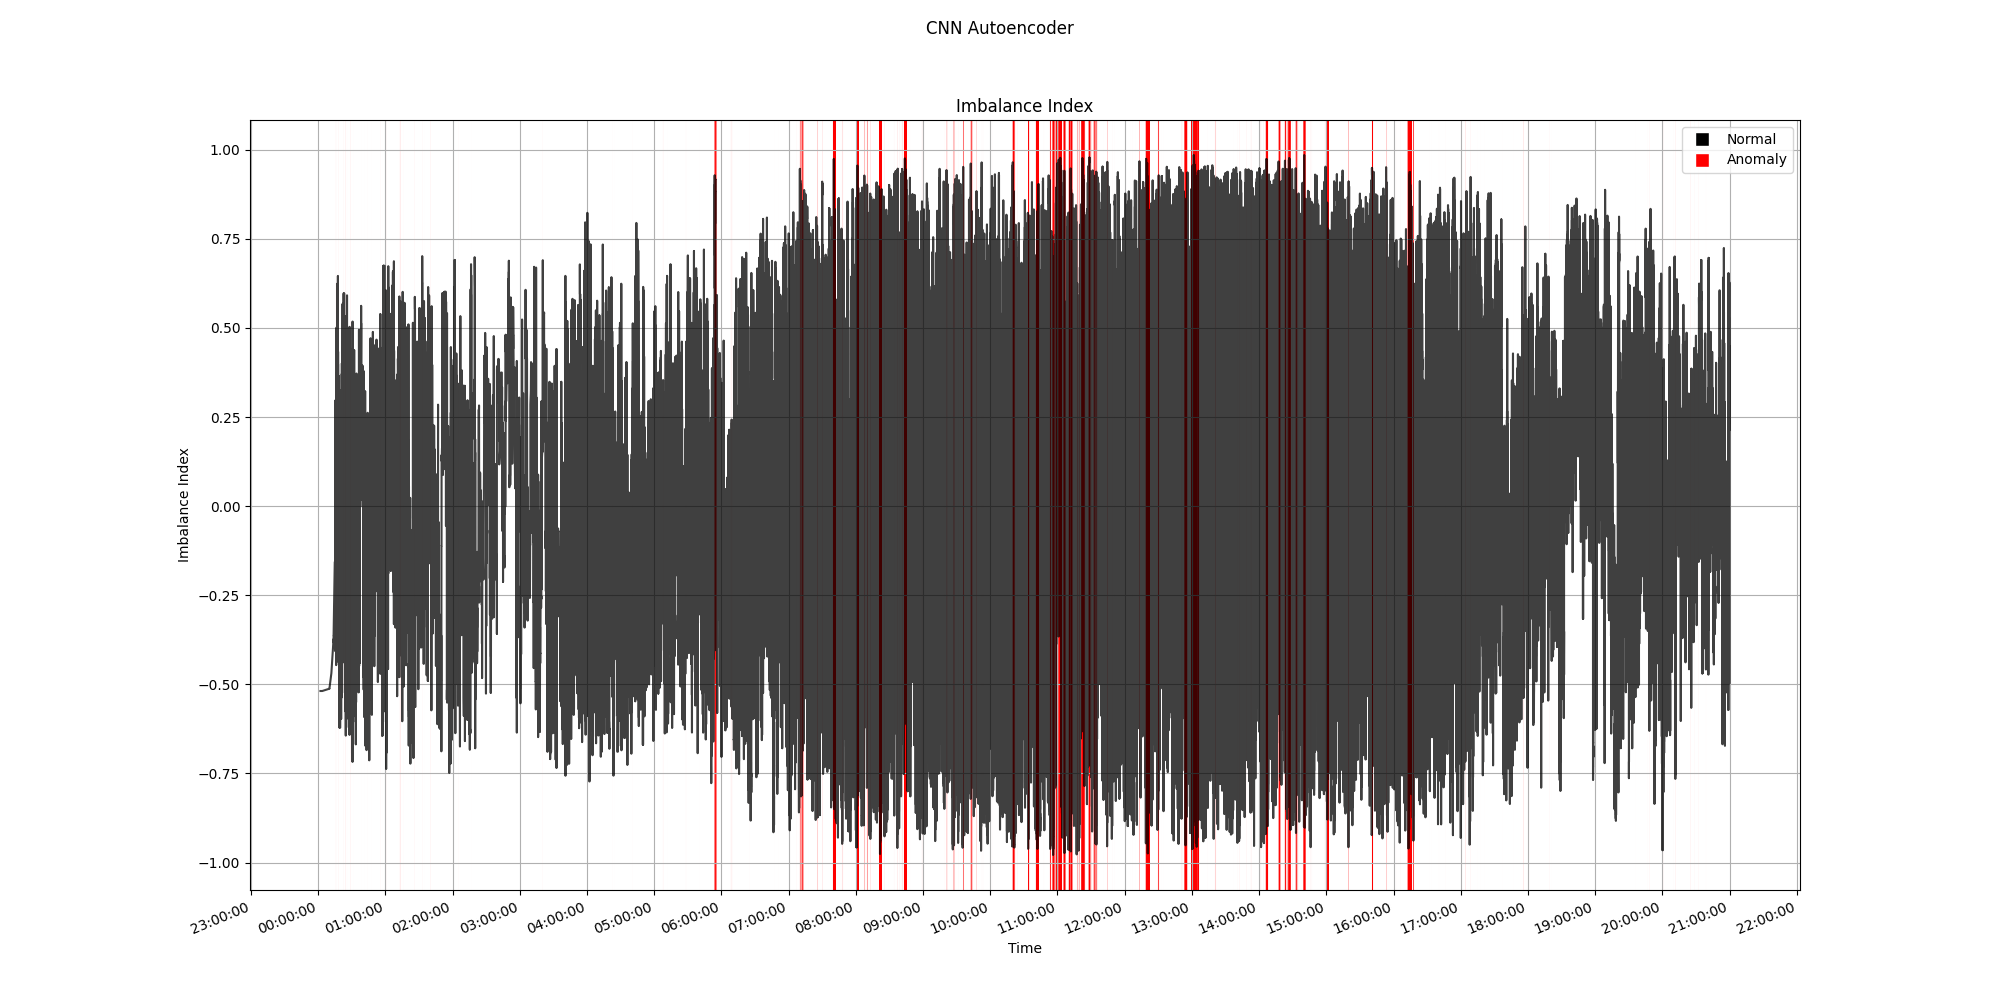 CNN Autoencoder
Imbalance Index
Normal
Anomaly
1.00
0.75
0.50
0.25
0.00
−0.25
−0.50
−0.75
−1.00
Imbalance Index
23:00:00 00:00:00 01:00:00 02:00:00 03:00:00 04:00:00 05:00:00 06:00:00 07:00:00 08:00:00 09:00:00 10:00:00 11:00:00 12:00:00 13:00:00 14:00:00 15:00:00 16:00:00 17:00:00 18:00:00 19:00:00 20:00:00 21:00:00 22:00:00
Time